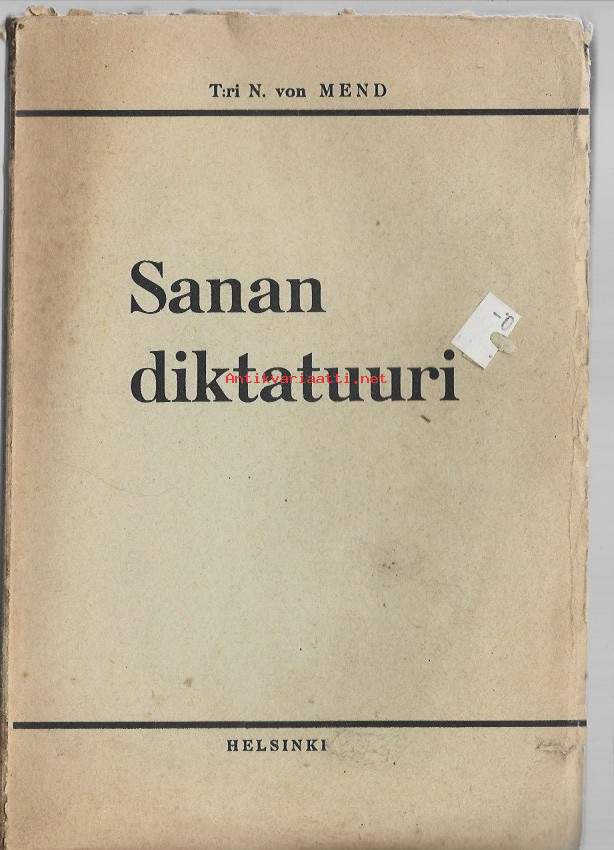 T:ri N. von MEND
Sanan
diktatuuri
Antikvariaatti.net
HELSINKI